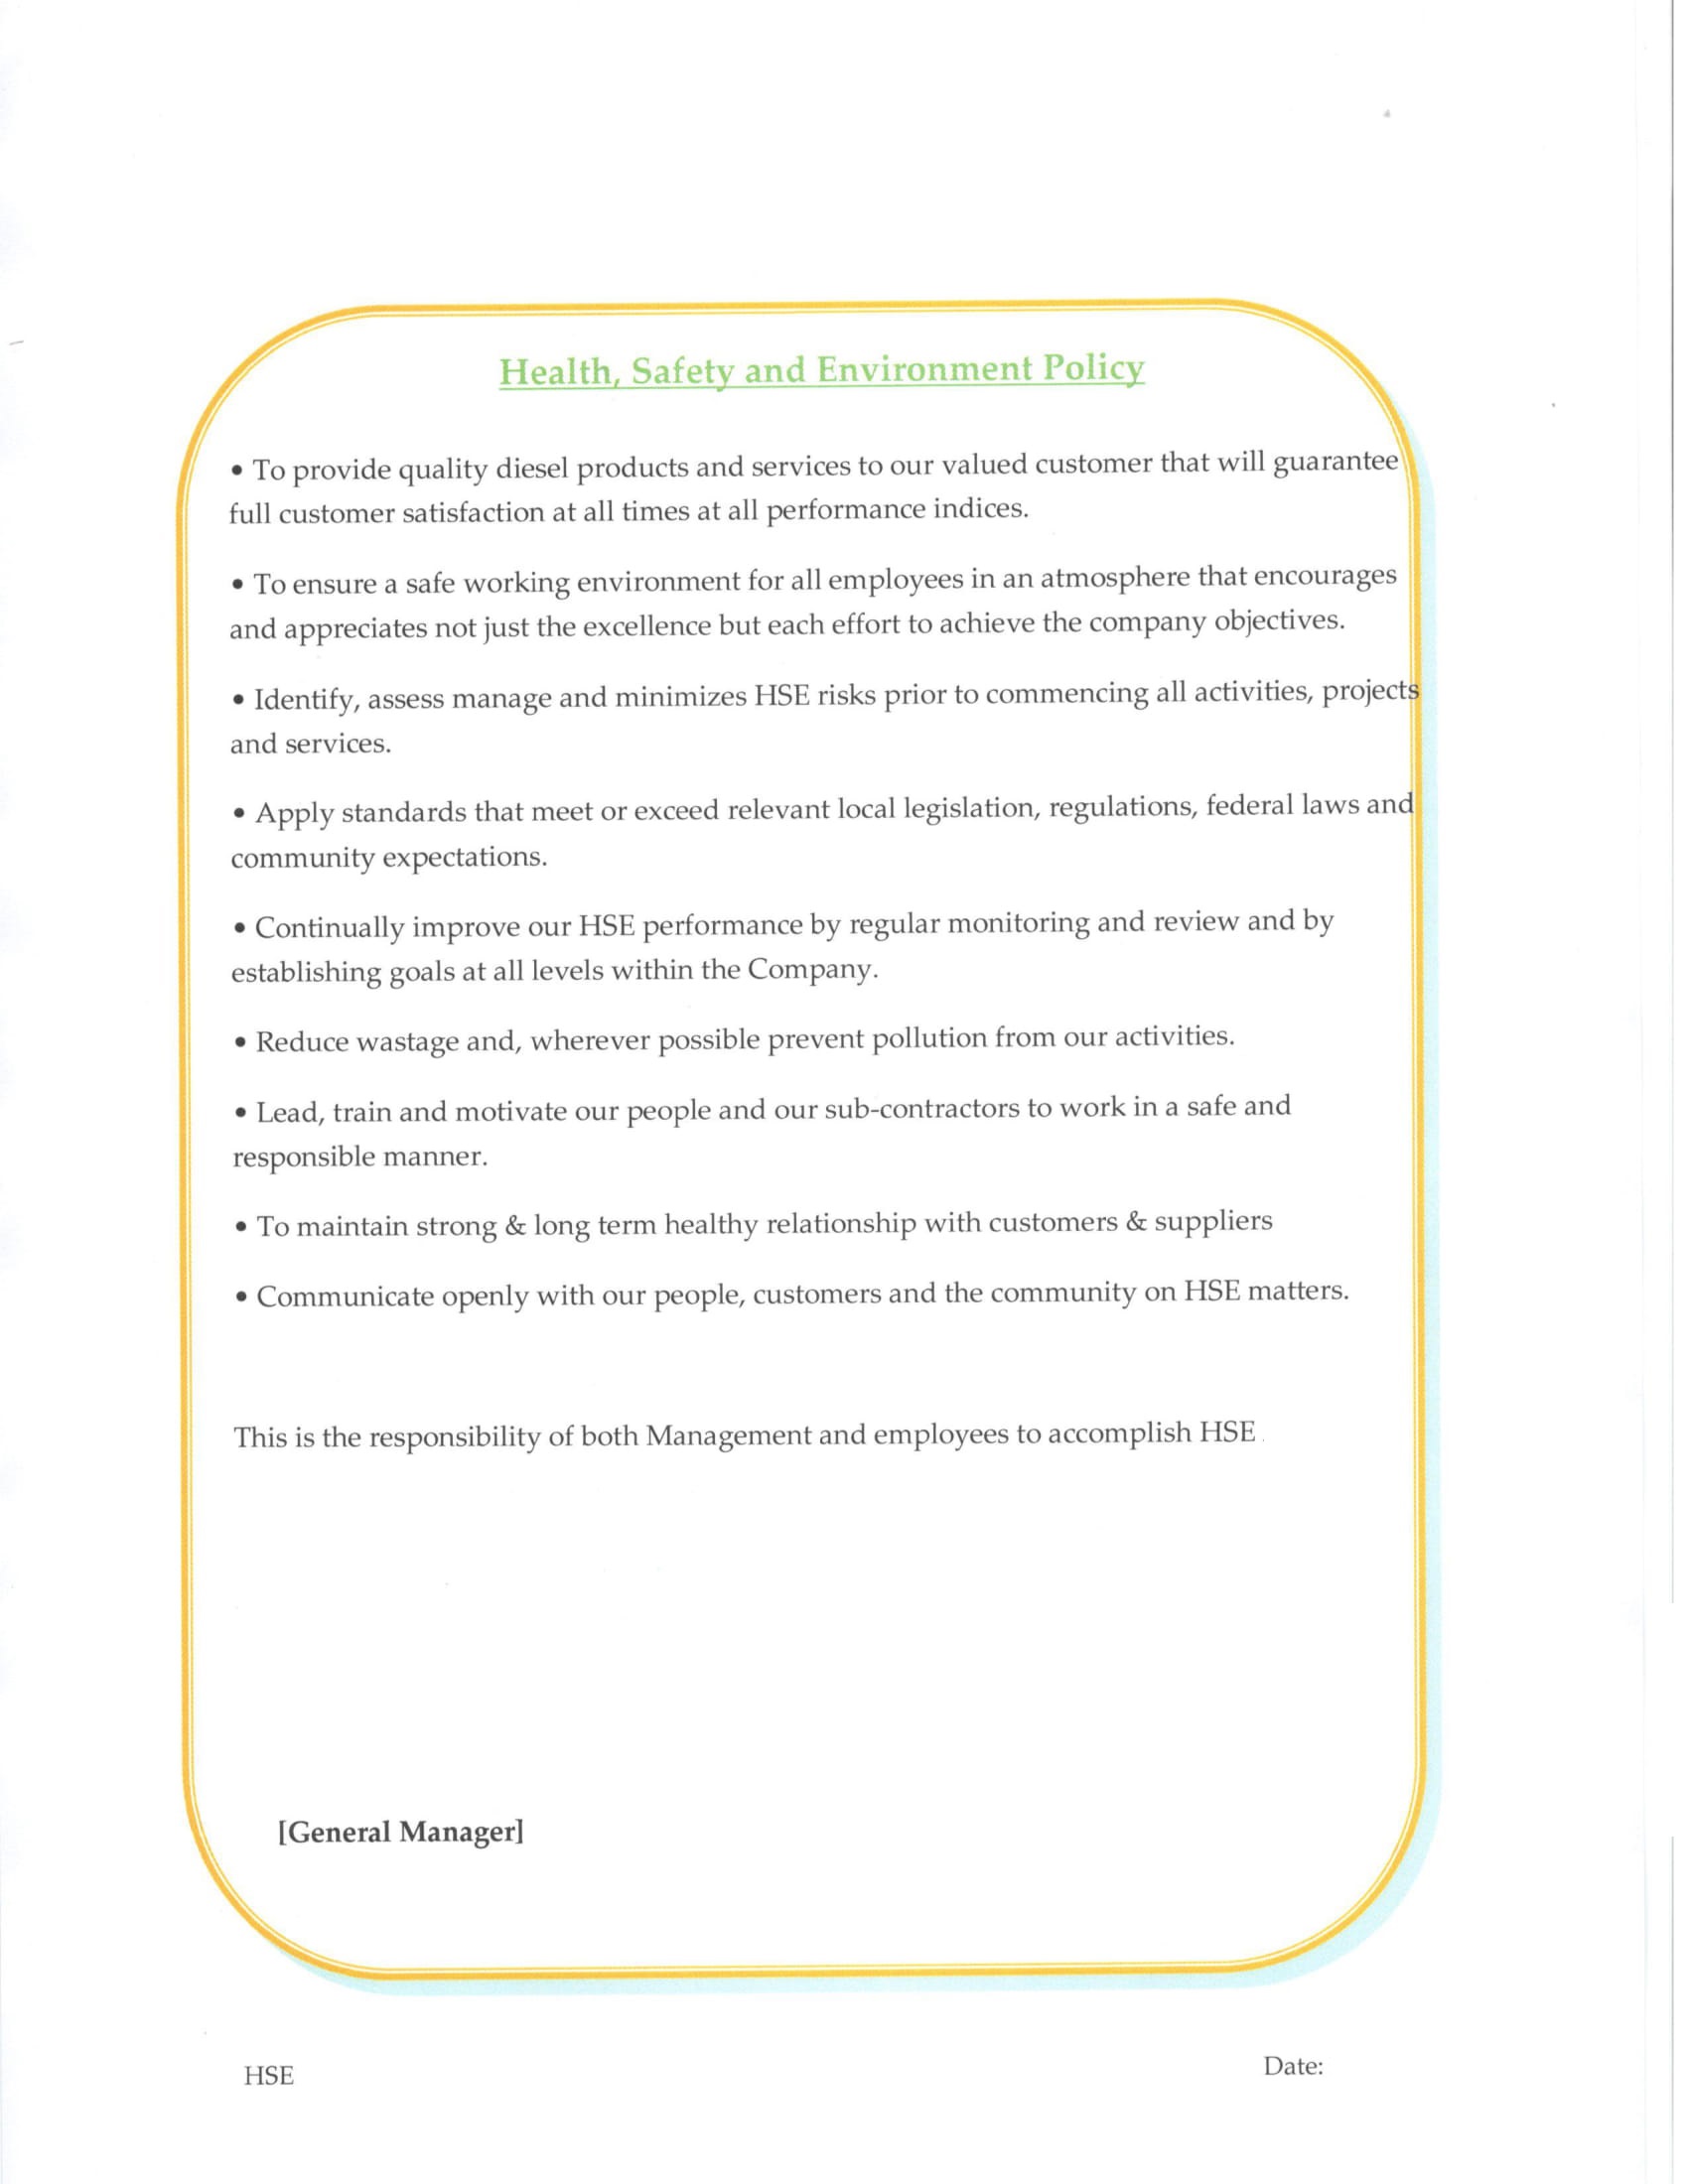 Health, Safety and Environment Policy
• To provide quality diesel products and services to our valued customer that will guarantee
full customer satisfaction at all times at all performance indices.
• To ensure a safe working environment for all employees in an atmosphere that encourages
and appreciates not just the excellence but each effort to achieve the company objectives.
• Identify, assess manage and minimizes HSE risks prior to commencing all activities, projects
and services.
• Apply standards that meet or exceed relevant local legislation, regulations, federal laws and
community expectations.
• Continually improve our HSE performance by regular monitoring and review and by
establishing goals at all levels within the Company.
• Reduce wastage and, wherever possible prevent pollution from our activities.
• Lead, train and motivate our people and our sub-contractors to work in a safe and
responsible manner.
• To maintain strong & long term healthy relationship with customers & suppliers
• Communicate openly with our people, customers and the community on HSE matters.
This is the responsibility of both Management and employees to accomplish HSE.
[General Manager]
HSE
Date: